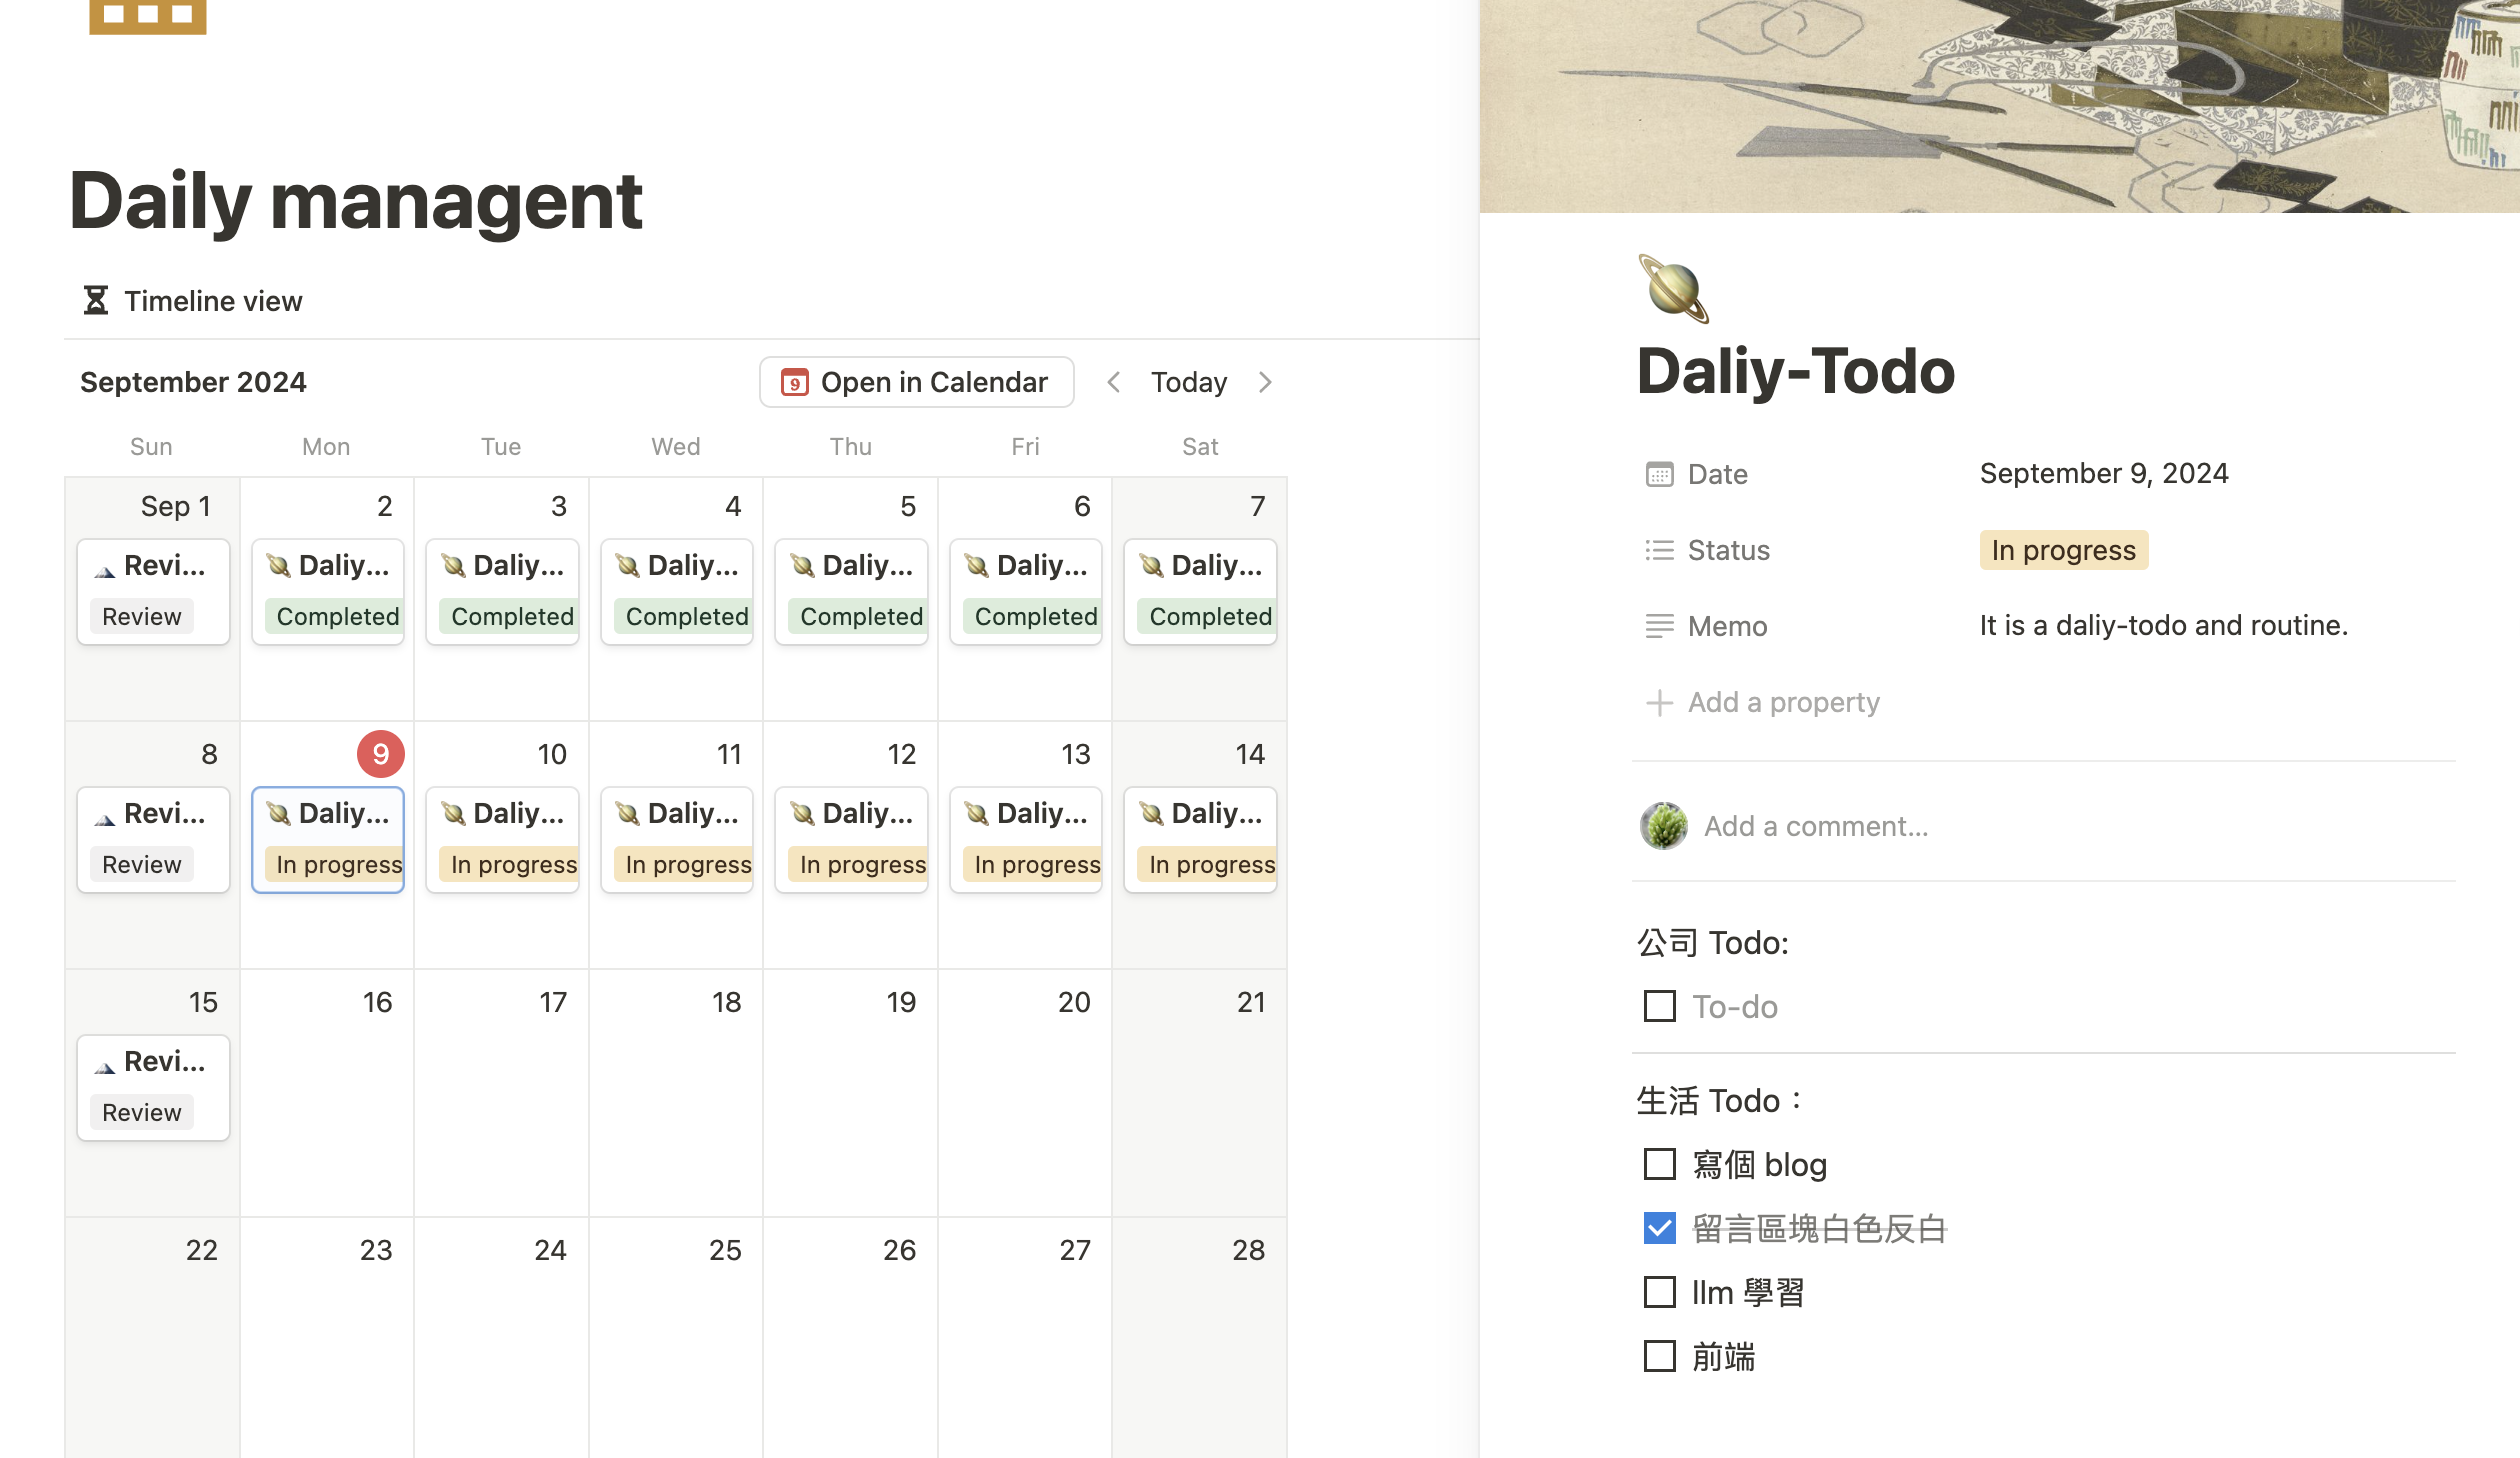 Daily managent
Timeline view
September 2024
9 Open in Calendar
Today
Sun Mon Tue Wed Thu Fri Sat
Sep 1 2 3 4 5 6 7
Revi... Daliy... Daliy... Daliy... Daliy... Daliy... Daliy...
Review Completed Completed Completed Completed Completed Completed
8 9 10 11 12 13 14
Revi... Daliy... Daliy... Daliy... Daliy... Daliy... Daliy...
Review In progress In progress In progress In progress In progress In progress
15 16 17 18 19 20 21
Revi...
Review
22 23 24 25 26 27 28
Daliy-Todo
Date September 9, 2024
Status In progress
Memo It is a daliy-todo and routine.
Add a property
Add a comment...
公司 Todo:
To-do
生活 Todo：
寫個 blog
留言區塊白色反白
llm 學習
前端